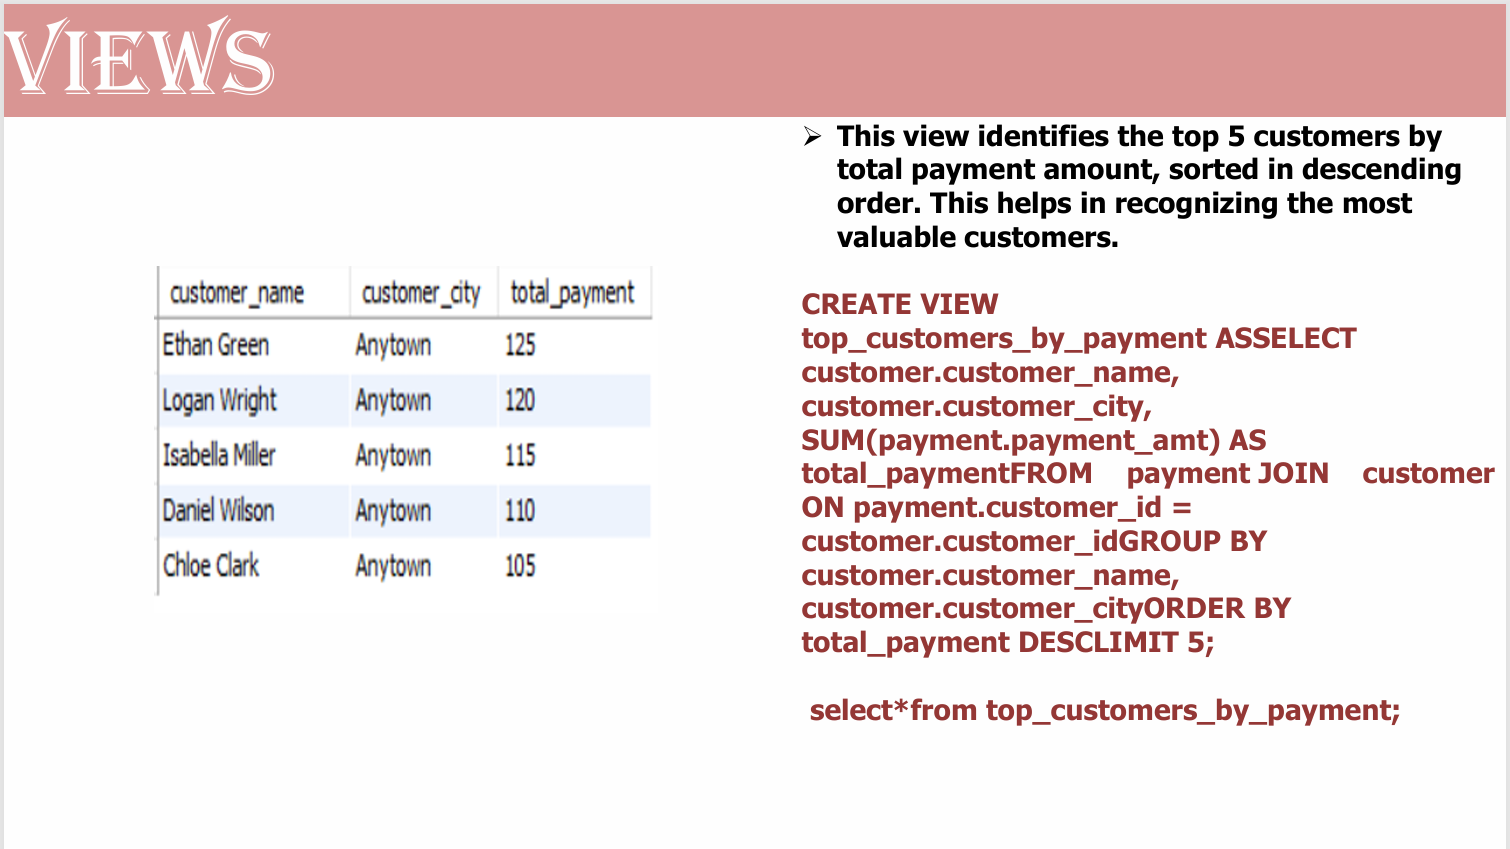 VIEWS
➢ This view identifies the top 5 customers by
total payment amount, sorted in descending
order. This helps in recognizing the most
valuable customers.
customer_name customer_city total_payment
Ethan Green Anytown 125
Logan Wright Anytown 120
Isabella Miller Anytown 115
Daniel Wilson Anytown 110
Chloe Clark Anytown 105
CREATE VIEW
top_customers_by_payment ASSELECT
customer.customer_name,
customer.customer_city,
SUM(payment.payment_amt) AS
total_paymentFROM    payment JOIN    customer
ON payment.customer_id =
customer.customer_idGROUP BY
customer.customer_name,
customer.customer_cityORDER BY
total_payment DESCLIMIT 5;
select*from top_customers_by_payment;